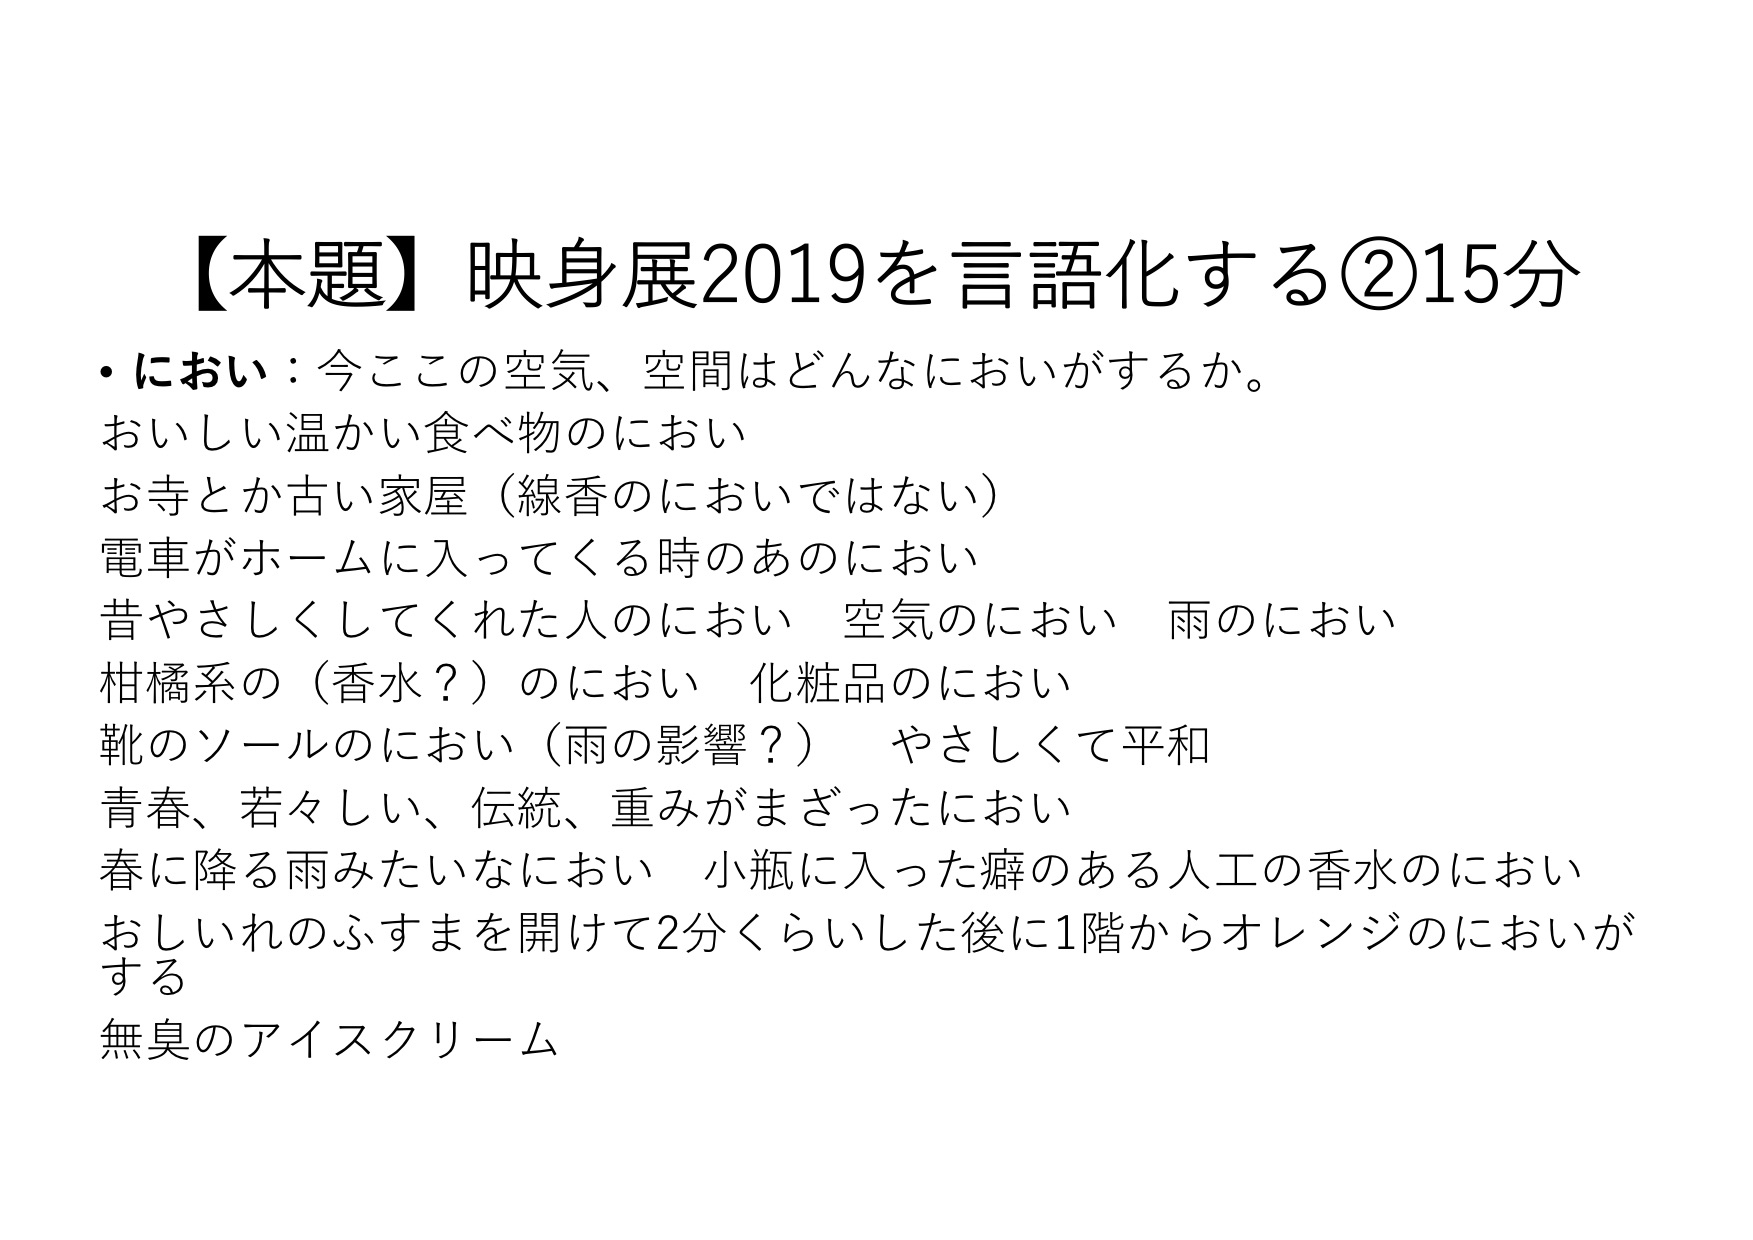 【本題】映身展2019を言語化する②15分
・におい：今ここの空気、空間はどんなにおいがするか。
おいしい温かい食べ物のにおい
お寺とか古い家屋（線香のにおいではない）
電車がホームに入ってくる時のあのにおい
昔やさしくしてくれた人のにおい　空気のにおい　雨のにおい
柑橘系の（香水？）のにおい　化粧品のにおい
靴のソールのにおい（雨の影響？）　やさしくて平和
青春、若々しい、伝統、重みがまざったにおい
春に降る雨みたいなにおい　小瓶に入った癖のある人工の香水のにおい
おしいれのふすまを開けて2分くらいした後に1階からオレンジのにおいが
する
無臭のアイスクリーム